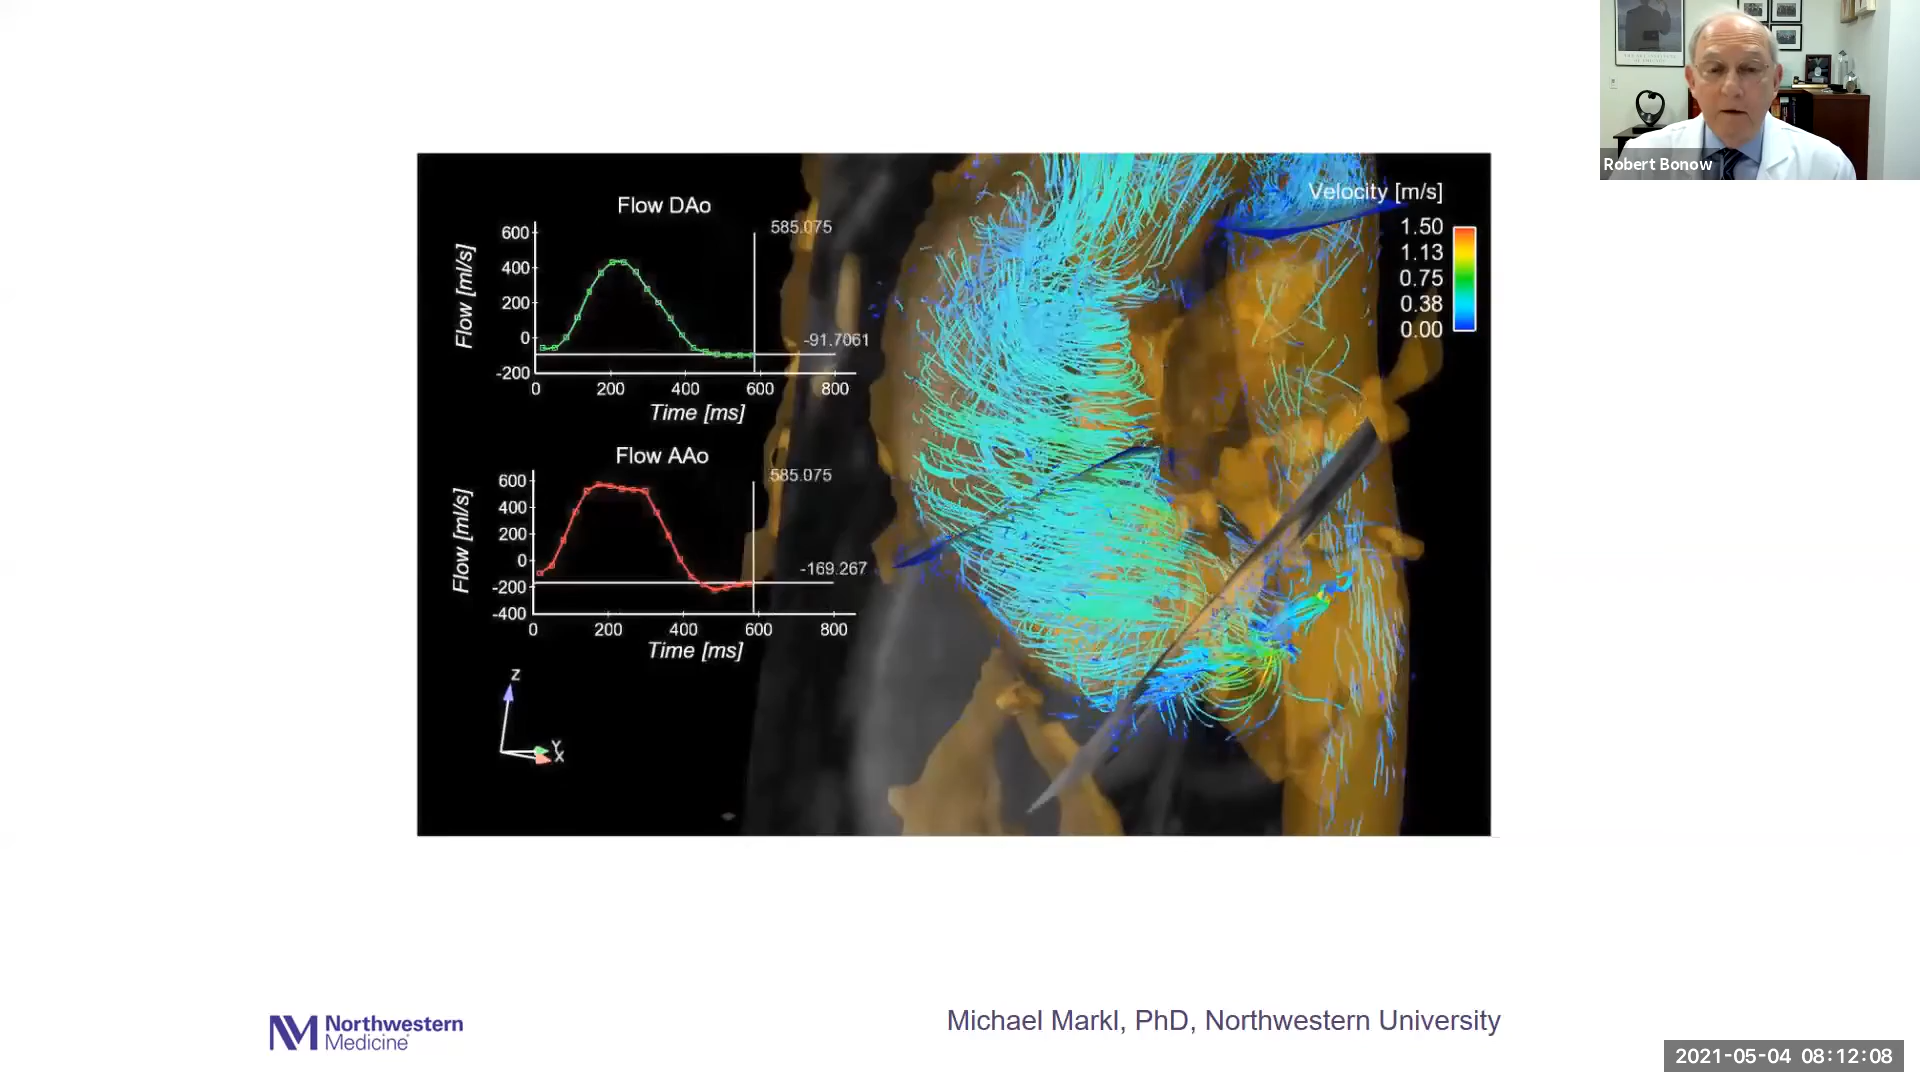 Robert Bonow
Flow DAo
585.075
600
400
200
0
-200
Flow [ml/s]
-91.7061
0 200 400 600 800
Time [ms]
Flow AAo
585.075
600
400
200
0
-200
-400
Flow [ml/s]
-169.267
0 200 400 600 800
Time [ms]
Z
Y
X
Velocity [m/s]
1.50
1.13
0.75
0.38
0.00
Northwestern
Medicine
Michael Markl, PhD, Northwestern University
2021-05-04 08:12:08